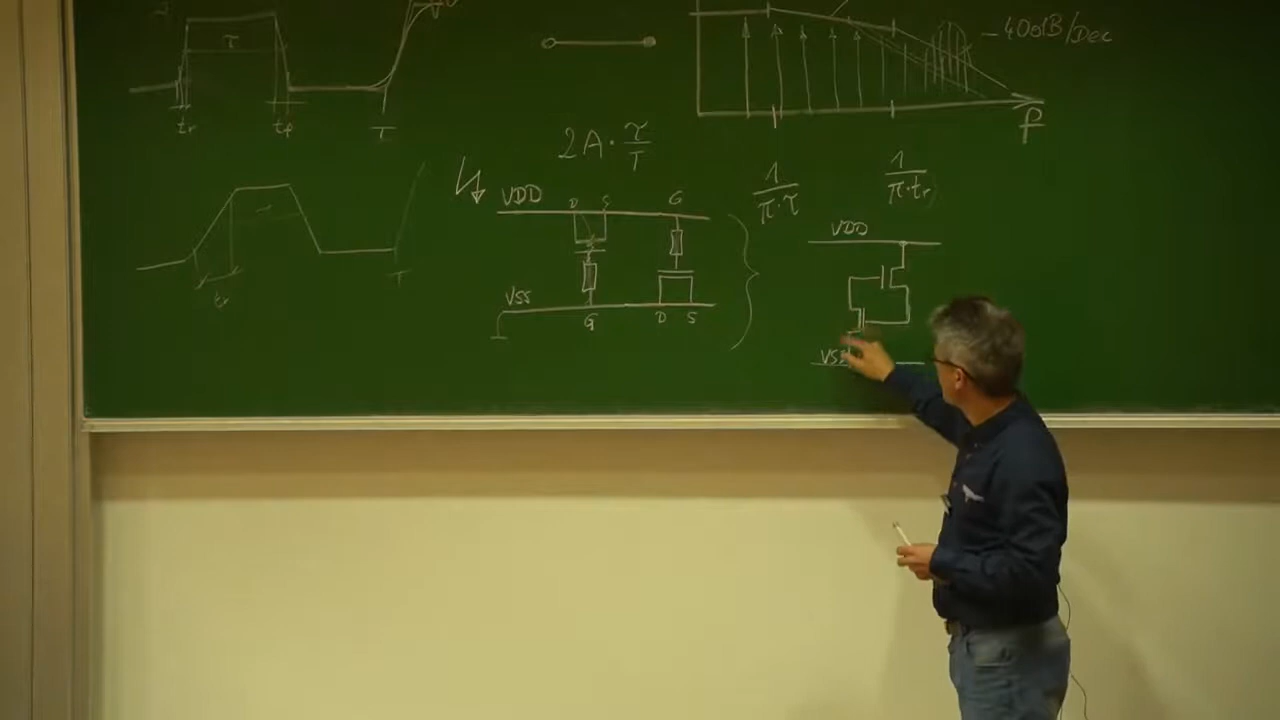 τ
tr
tf
T
-40dB/Dec
f
2A · τ/T
1/(π·τ)
1/(π·tr)
VDD
D S
G
VSS
G
D S
tr
T
VDD
VSS